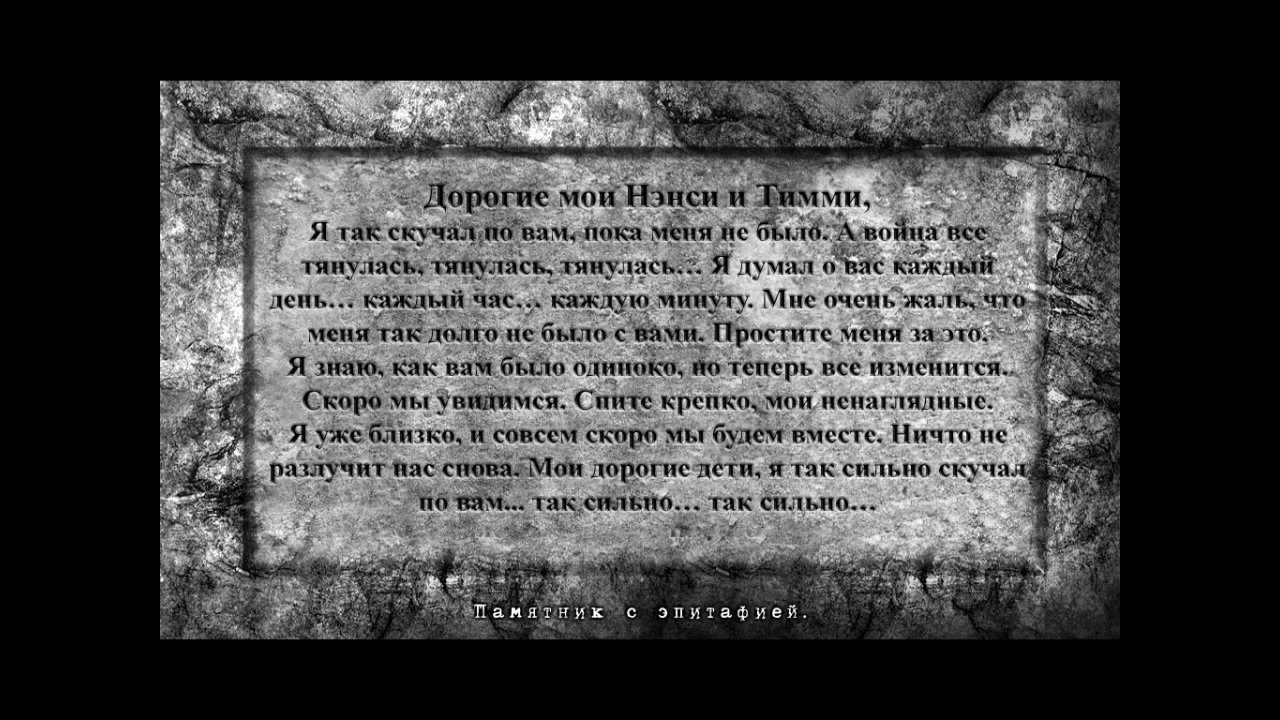 Дорогие мои Нэнси и Тимми,
Я так скучал по вам, пока меня не было. А война все
тянулась, тянулась, тянулась... Я думал о вас каждый
день... каждый час... каждую минуту. Мне очень жаль, что
меня так долго не было с вами. Простите меня за это.
Я знаю, как вам было одиноко, но теперь все изменится.
Скоро мы увидимся. Спите крепко, мои ненаглядные.
Я уже близко, и совсем скоро мы будем вместе. Ничто не
разлучит нас снова. Мои дорогие дети, я так сильно скучал
по вам... так сильно... так сильно...
Памятник с эпитафией.